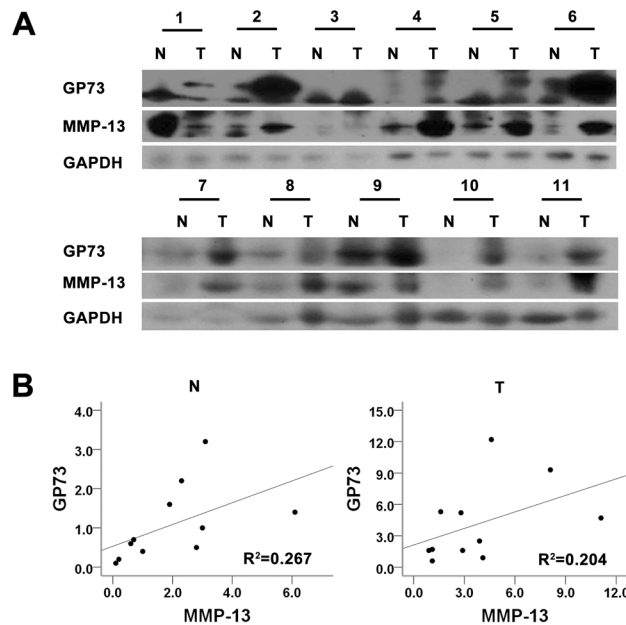 A
1 2 3 4 5 6
N T N T N T N T N T N T
GP73
MMP-13
GAPDH
7 8 9 10 11
N T N T N T N T N T
GP73
MMP-13
GAPDH
B
N
4.0
3.0
2.0
1.0
0.0
GP73
0.0 2.0 4.0 6.0
MMP-13
R²=0.267
T
15.0
12.0
9.0
6.0
3.0
0.0
GP73
0.0 3.0 6.0 9.0 12.0
MMP-13
R²=0.204